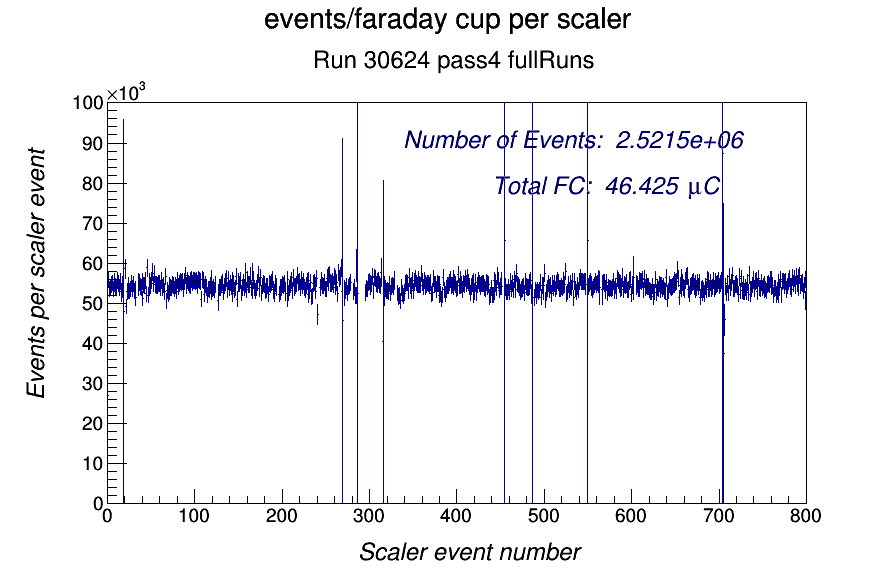 events/faraday cup per scaler
Run 30624 pass4 fullRuns
×10³
100
90
80
70
60
50
40
30
20
10
0
Events per scaler event
Number of Events: 2.5215e+06
Total FC: 46.425 μC
0 100 200 300 400 500 600 700 800
Scaler event number